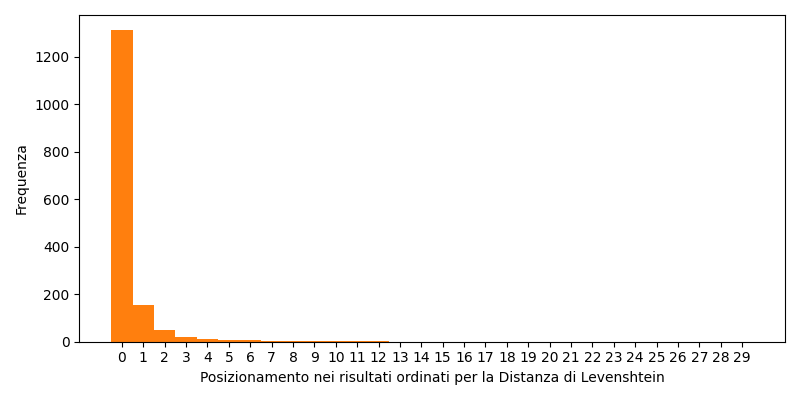 1200
1000
800
600
400
200
0
Frequenza
0 1 2 3 4 5 6 7 8 9 10 11 12 13 14 15 16 17 18 19 20 21 22 23 24 25 26 27 28 29
Posizionamento nei risultati ordinati per la Distanza di Levenshtein